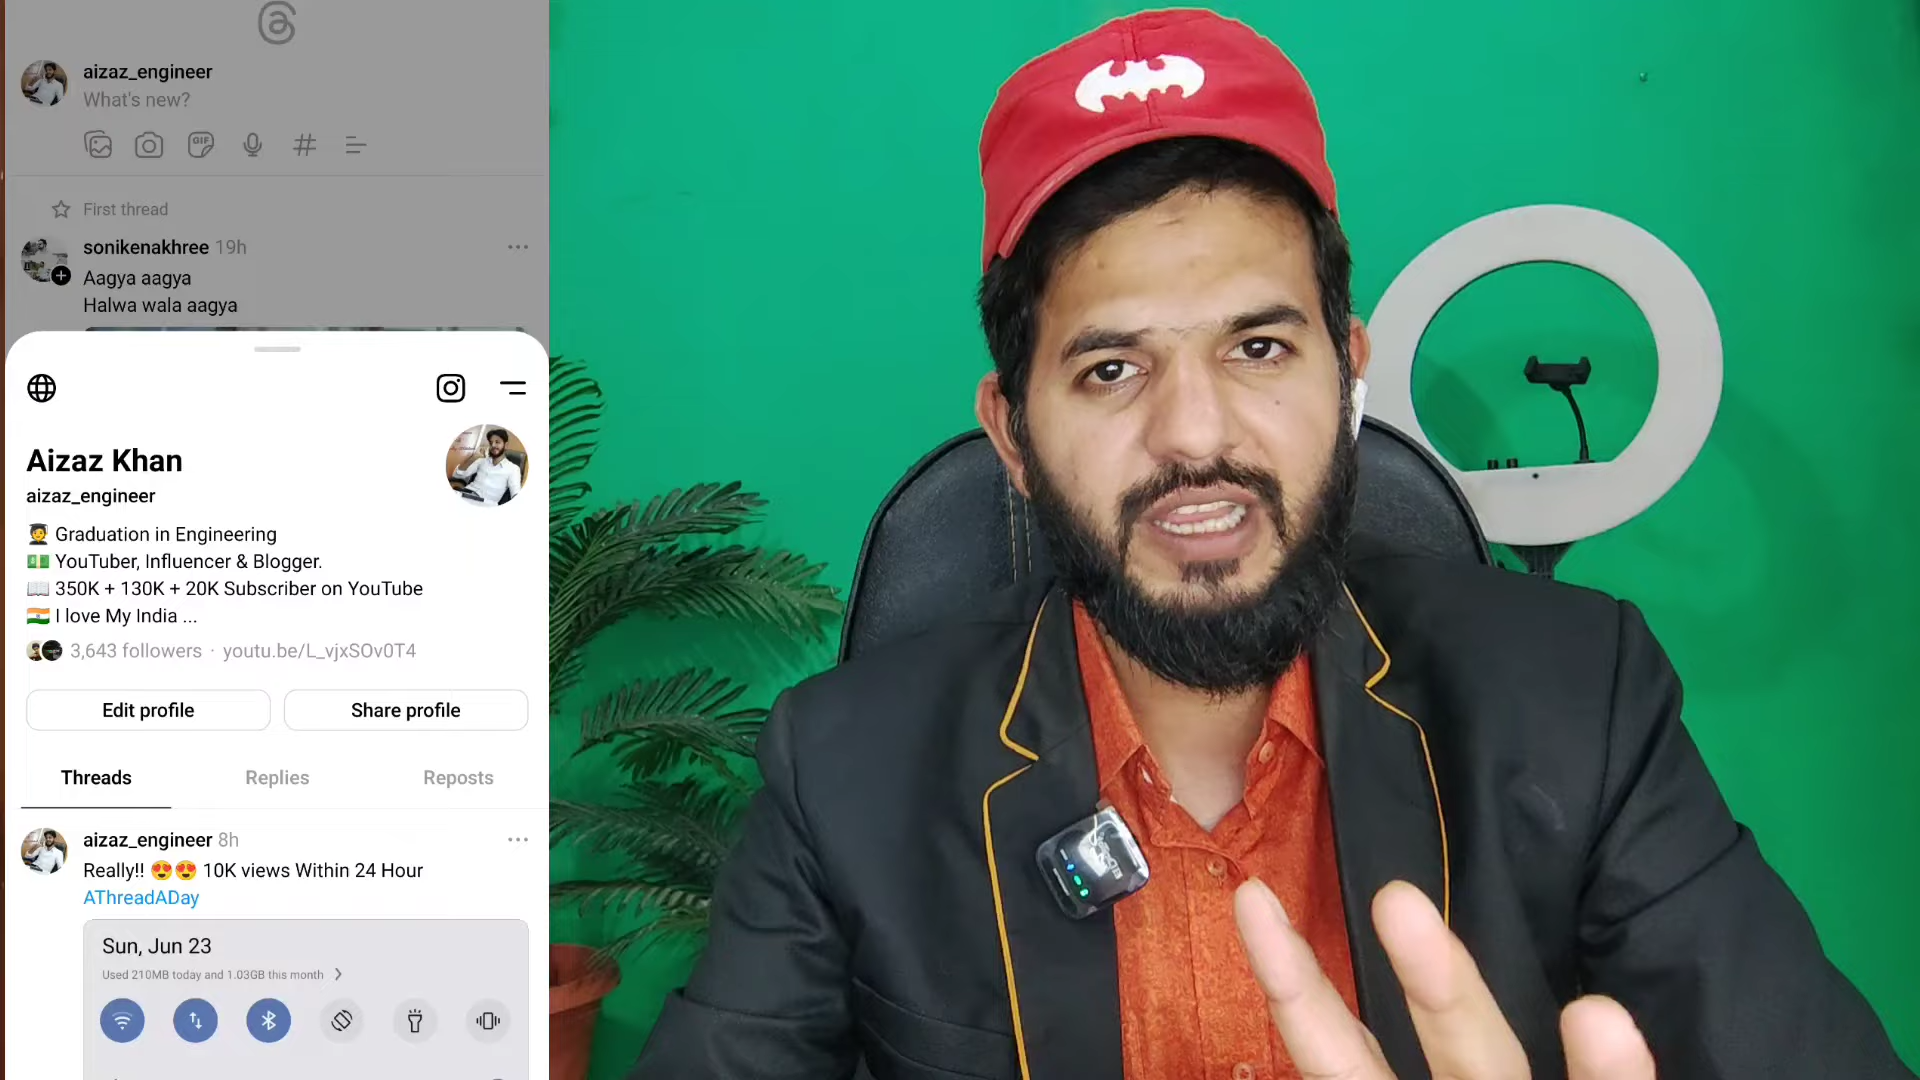 aizaz_engineer
What's new?
GIF
First thread
sonikenakhree 19h
Aagya aagya
Halwa wala aagya
Aizaz Khan
aizaz_engineer
Graduation in Engineering
YouTuber, Influencer & Blogger.
350K + 130K + 20K Subscriber on YouTube
I love My India ...
3,643 followers · youtu.be/L_vjxSOv0T4
Edit profile
Share profile
Threads
Replies
Reposts
aizaz_engineer 8h
Really!! 😍😍 10K views Within 24 Hour
AThreadADay
Sun, Jun 23
Used 210MB today and 1.03GB this month